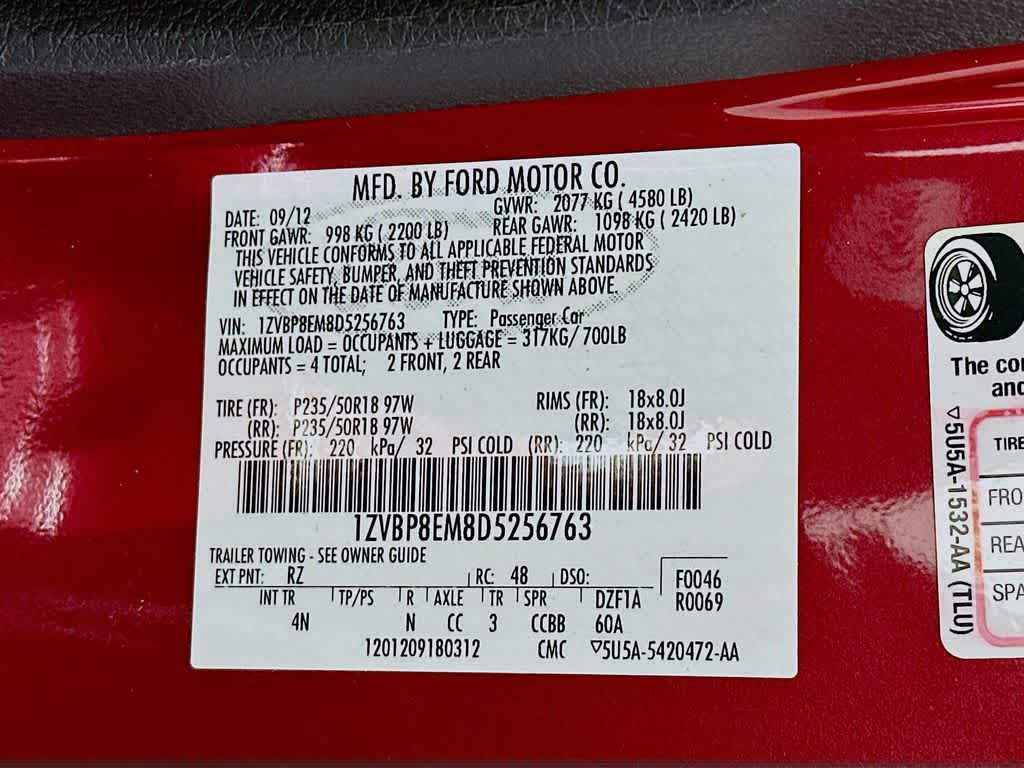 MFD. BY FORD MOTOR CO.
DATE: 09/12 GVWR: 2077 KG ( 4580 LB)
FRONT GAWR: 998 KG ( 2200 LB) REAR GAWR: 1098 KG ( 2420 LB)
THIS VEHICLE CONFORMS TO ALL APPLICABLE FEDERAL MOTOR
VEHICLE SAFETY, BUMPER, AND THEFT PREVENTION STANDARDS
IN EFFECT ON THE DATE OF MANUFACTURE SHOWN ABOVE.
VIN: 1ZVBP8EM8D5256763 TYPE: Passenger Car
MAXIMUM LOAD = OCCUPANTS + LUGGAGE = 317KG/ 700LB
OCCUPANTS = 4 TOTAL; 2 FRONT, 2 REAR
TIRE (FR): P235/50R18 97W RIMS (FR): 18x8.0J
(RR): P235/50R18 97W (RR): 18x8.0J
PRESSURE (FR): 220 kPa/ 32 PSI COLD (RR): 220 kPa/ 32 PSI COLD
1ZVBP8EM8D5256763
TRAILER TOWING - SEE OWNER GUIDE
EXT PNT: RZ RC: 48 DSO: F0046
R0069
INT TR TP/PS R AXLE TR SPR DZF1A
4N N CC 3 CCBB 60A
1201209180312 CMC ▽5U5A-5420472-AA
The
and
▽5U5A-1532-AA (TLU)
TIRE